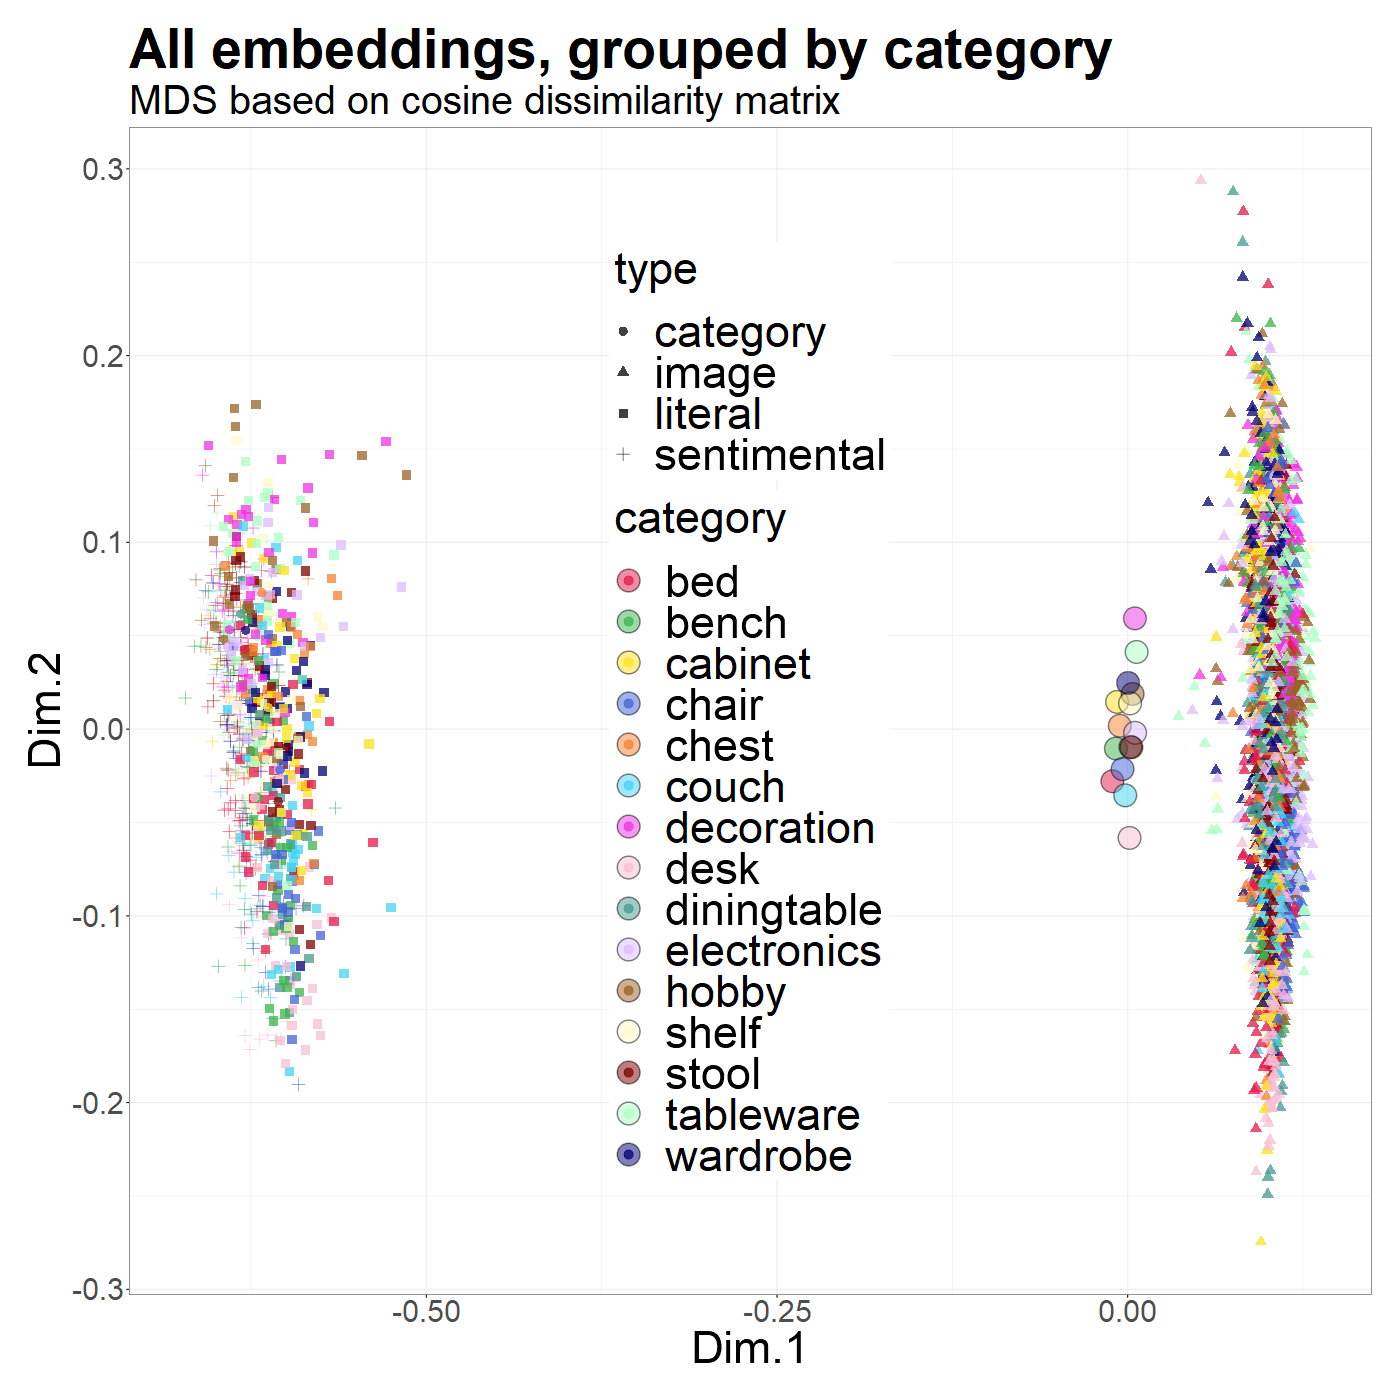 All embeddings, grouped by category
MDS based on cosine dissimilarity matrix
0.3
0.2
0.1
0.0
-0.1
-0.2
-0.3
Dim.2
type
category
image
literal
sentimental
category
bed
bench
cabinet
chair
chest
couch
decoration
desk
diningtable
electronics
hobby
shelf
stool
tableware
wardrobe
-0.50
-0.25
0.00
Dim.1